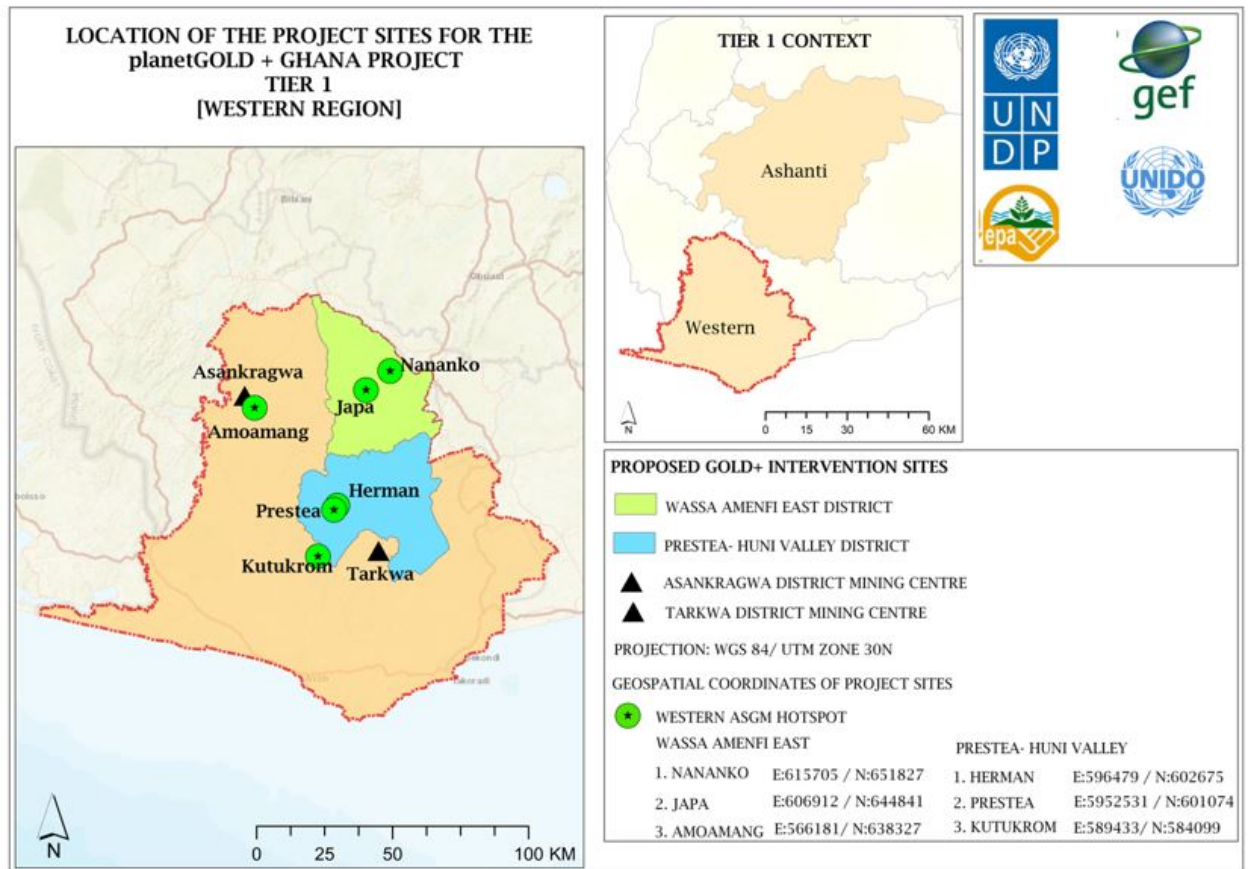 LOCATION OF THE PROJECT SITES FOR THE
planetGOLD + GHANA PROJECT
TIER 1
[WESTERN REGION]
Asankragwa
Nananko
Japa
Amoamang
Herman
Prestea
Kutukrom
Tarkwa
N
0 25 50 100 KM
TIER 1 CONTEXT
Ashanti
Western
N
0 15 30 60 KM
U N
D P
gef
epa
UNIDO
PROPOSED GOLD+ INTERVENTION SITES
WASSA AMENFI EAST DISTRICT
PRESTEA- HUNI VALLEY DISTRICT
ASANKRAGWA DISTRICT MINING CENTRE
TARKWA DISTRICT MINING CENTRE
PROJECTION: WGS 84/ UTM ZONE 30N
GEOSPATIAL COORDINATES OF PROJECT SITES
WESTERN ASGM HOTSPOT
WASSA AMENFI EAST
1. NANANKO E:615705 / N:651827
2. JAPA E:606912 / N:644841
3. AMOAMANG E:566181/ N:638327
PRESTEA- HUNI VALLEY
1. HERMAN E:596479 / N:602675
2. PRESTEA E:5952531 / N:601074
3. KUTUKROM E:589433/ N:584099